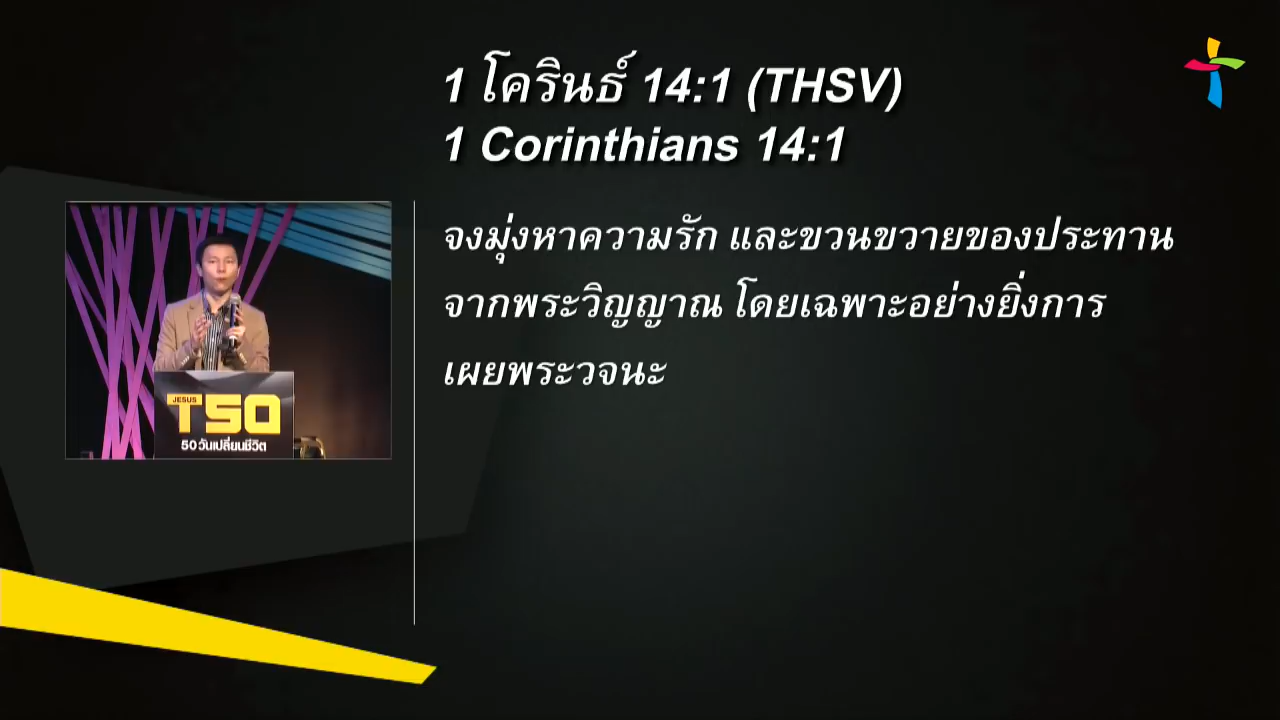 1 โครินธ์ 14:1 (THSV)
1 Corinthians 14:1
จงมุ่งหาความรัก และขวนขวายของประทาน
จากพระวิญญาณ โดยเฉพาะอย่างยิ่งการ
เผยพระวจนะ
JESUS
T50
50 วันเปลี่ยนชีวิต